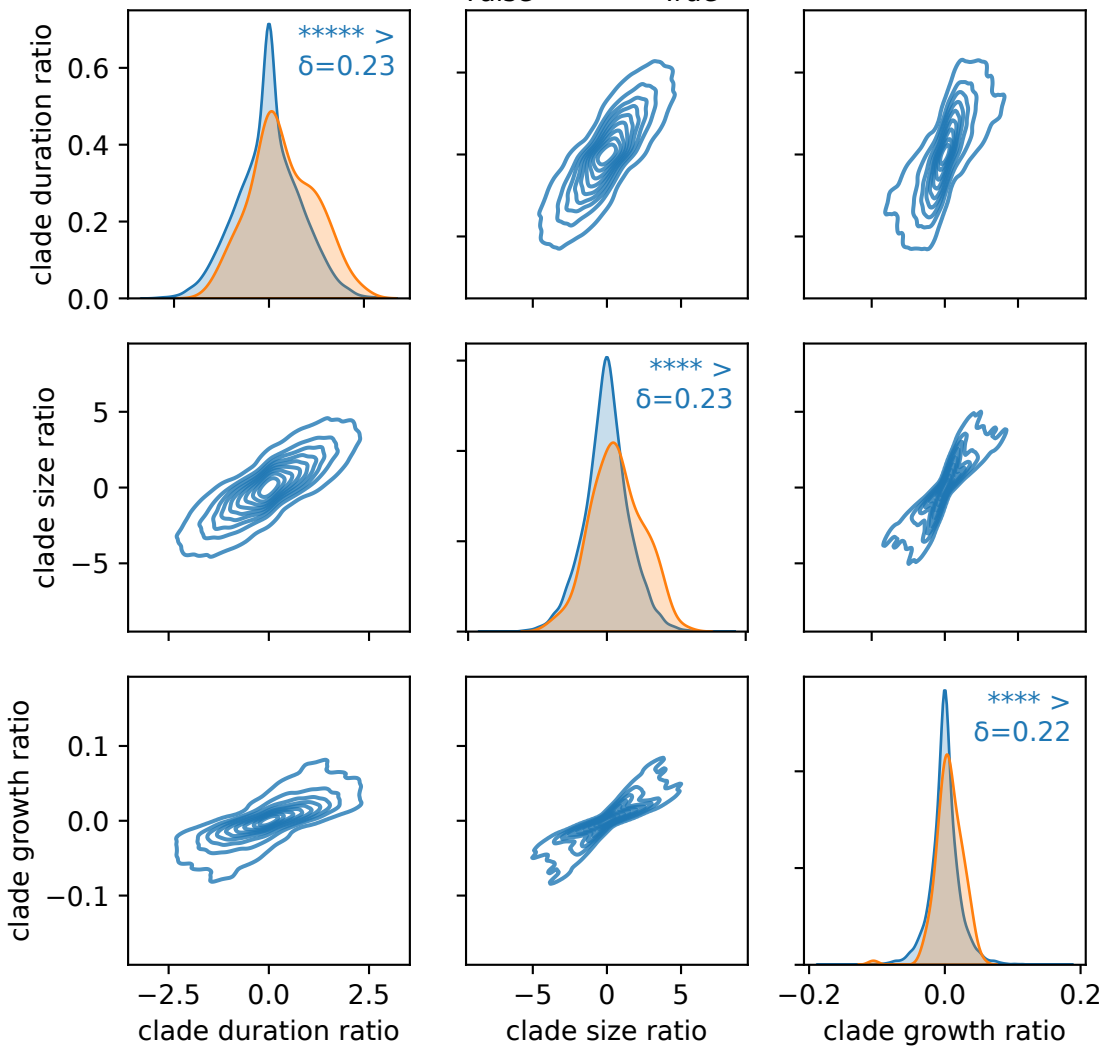 clade duration ratio
0.6
0.4
0.2
0.0
***** >
δ=0.23
clade size ratio
5
0
−5
**** >
δ=0.23
clade growth ratio
0.1
0.0
−0.1
**** >
δ=0.22
−2.5 0.0 2.5
−5 0 5
−0.2 0.0 0.2
clade duration ratio
clade size ratio
clade growth ratio